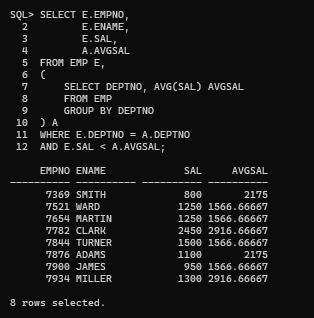 SQL> SELECT E.EMPNO,
  2         E.ENAME,
  3         E.SAL,
  4         A.AVGSAL
  5  FROM EMP E,
  6  (
  7      SELECT DEPTNO, AVG(SAL) AVGSAL
  8      FROM EMP
  9      GROUP BY DEPTNO
 10  ) A
 11  WHERE E.DEPTNO = A.DEPTNO
 12  AND E.SAL < A.AVGSAL;

     EMPNO ENAME             SAL     AVGSAL
---------- ---------- ---------- ----------
      7369 SMITH             800       2175
      7521 WARD             1250 1566.66667
      7654 MARTIN           1250 1566.66667
      7782 CLARK            2450 2916.66667
      7844 TURNER           1500 1566.66667
      7876 ADAMS            1100       2175
      7900 JAMES             950 1566.66667
      7934 MILLER           1300 2916.66667

8 rows selected.